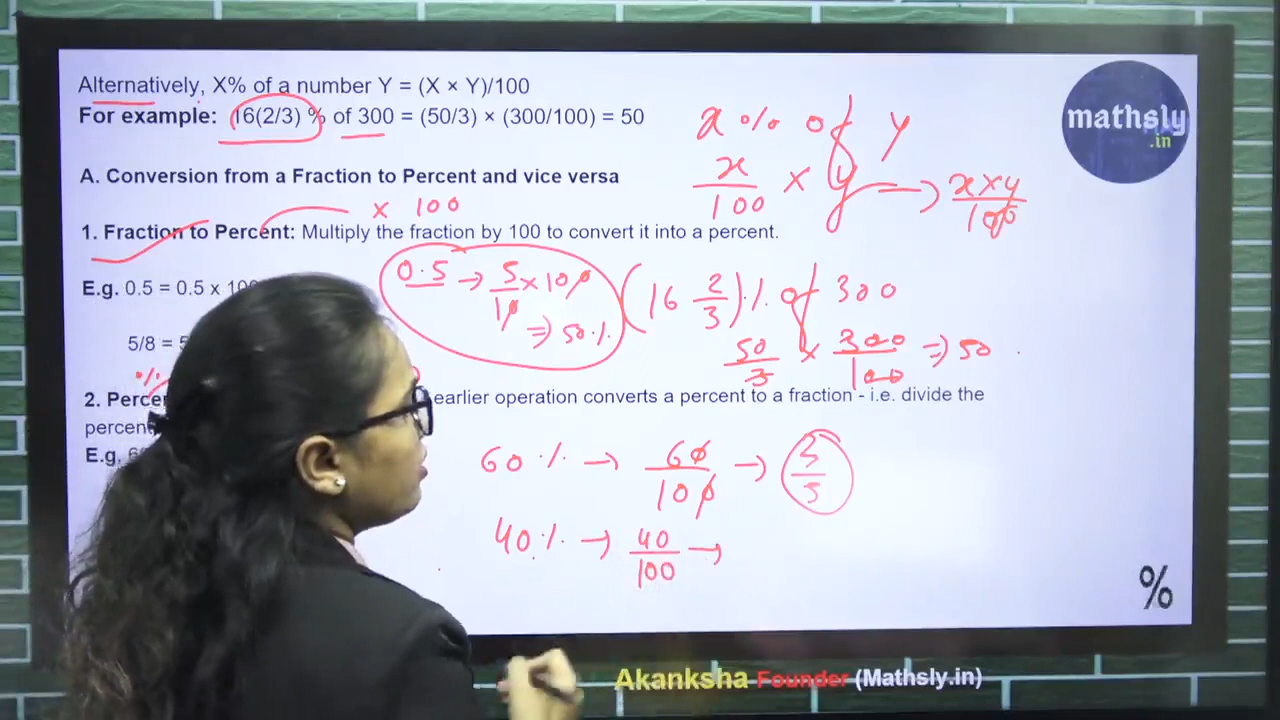 Alternatively, X% of a number Y = (X × Y)/100
For example: 16(2/3) % of 300 = (50/3) × (300/100) = 50
x % of y
mathsly
.in
x/100 × y → x×y/100
A. Conversion from a Fraction to Percent and vice versa
× 100
1. Fraction to Percent: Multiply the fraction by 100 to convert it into a percent.
E.g. 0.5 = 0.5 x 100
0.5 → 5/10 × 100
⇒ 50%
(16 2/3)% of 300
50/3 × 300/100 ⇒ 50
5/8 = 5
%
2. Percent earlier operation converts a percent to a fraction - i.e. divide the
percent
E.g.
60% → 60/100 → 3/5
40% → 40/100 →
%
Akanksha Founder (Mathsly.in)